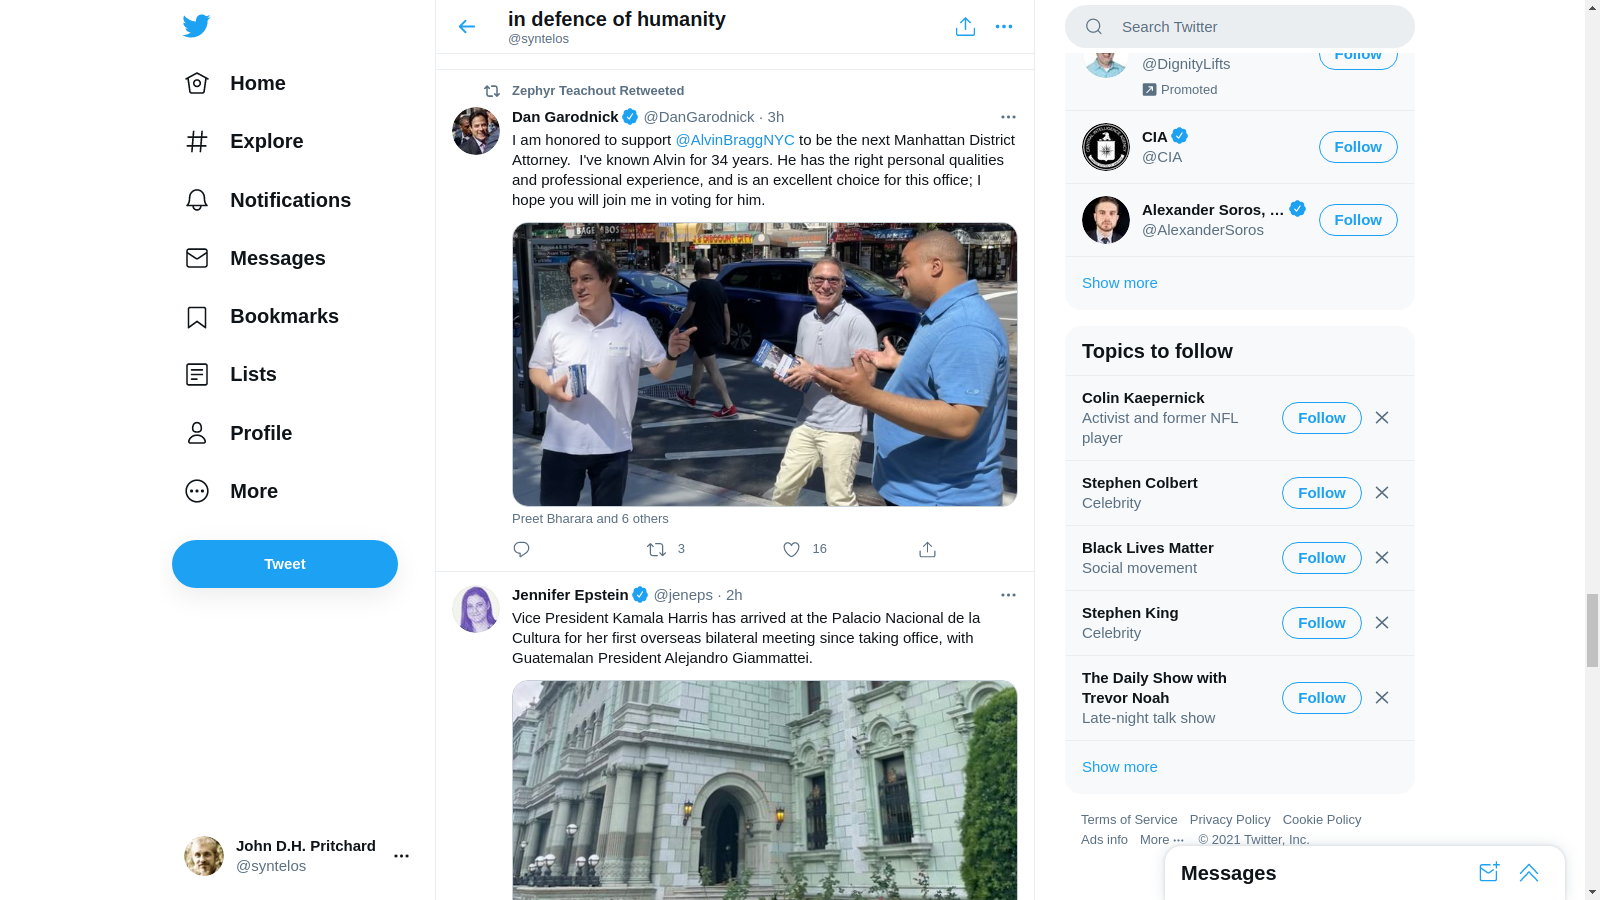 Home
Explore
Notifications
Messages
Bookmarks
Lists
Profile
More
Tweet
John D.H. Pritchard
@syntelos
in defence of humanity
@syntelos
Zephyr Teachout Retweeted
Dan Garodnick @DanGarodnick · 3h
I am honored to support @AlvinBraggNYC to be the next Manhattan District
Attorney.  I've known Alvin for 34 years. He has the right personal qualities
and professional experience, and is an excellent choice for this office; I
hope you will join me in voting for him.
Preet Bharara and 6 others
3
16
Jennifer Epstein @jeneps · 2h
Vice President Kamala Harris has arrived at the Palacio Nacional de la
Cultura for her first overseas bilateral meeting since taking office, with
Guatemalan President Alejandro Giammattei.
Search Twitter
@DignityLifts
Follow
Promoted
CIA
@CIA
Follow
Alexander Soros, ...
@AlexanderSoros
Follow
Show more
Topics to follow
Colin Kaepernick
Activist and former NFL
player
Follow
Stephen Colbert
Celebrity
Follow
Black Lives Matter
Social movement
Follow
Stephen King
Celebrity
Follow
The Daily Show with
Trevor Noah
Late-night talk show
Follow
Show more
Terms of Service Privacy Policy Cookie Policy
Ads info More ··· © 2021 Twitter, Inc.
Messages